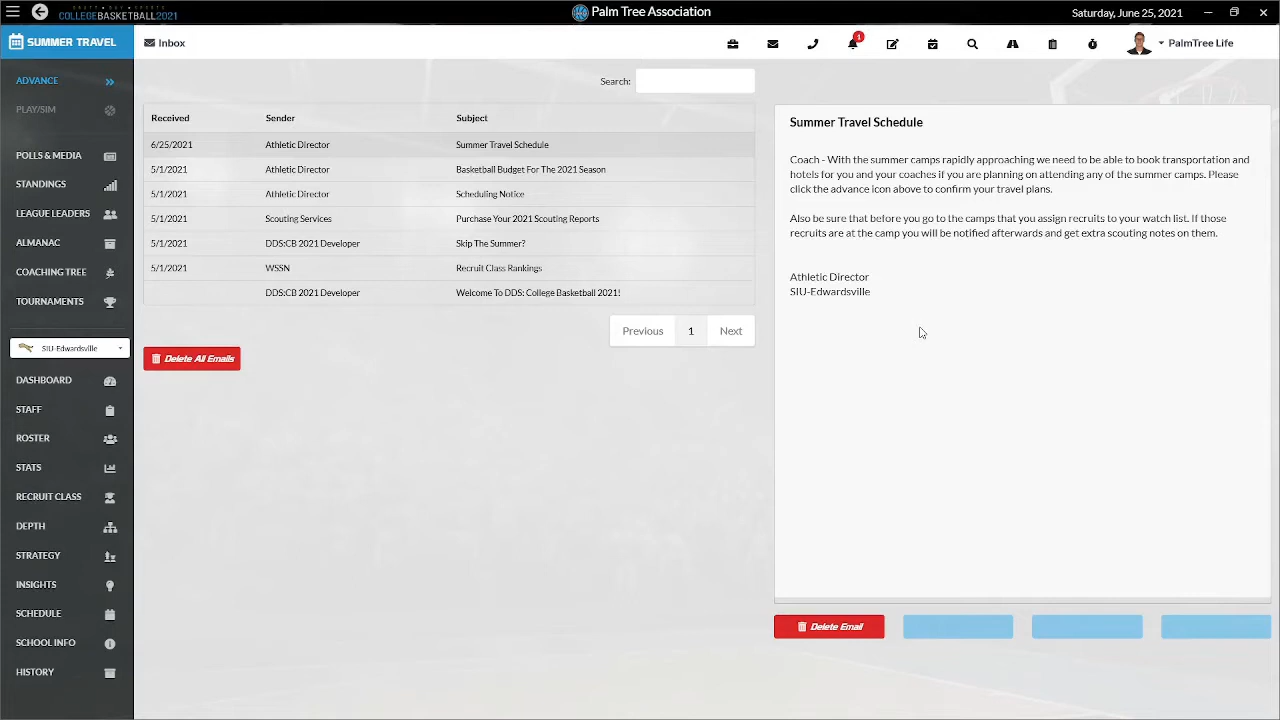 DRAFT DAY SPORTS
COLLEGE BASKETBALL 2021
Palm Tree Association
Saturday, June 25, 2021
SUMMER TRAVEL
Inbox
1
PalmTree Life
ADVANCE
PLAY/SIM
POLLS & MEDIA
STANDINGS
LEAGUE LEADERS
ALMANAC
COACHING TREE
TOURNAMENTS
SIU-Edwardsville
DASHBOARD
STAFF
ROSTER
STATS
RECRUIT CLASS
DEPTH
STRATEGY
INSIGHTS
SCHEDULE
SCHOOL INFO
HISTORY
Search:
Received Sender Subject
6/25/2021 Athletic Director Summer Travel Schedule
5/1/2021 Athletic Director Basketball Budget For The 2021 Season
5/1/2021 Athletic Director Scheduling Notice
5/1/2021 Scouting Services Purchase Your 2021 Scouting Reports
5/1/2021 DDS:CB 2021 Developer Skip The Summer?
5/1/2021 WSSN Recruit Class Rankings
DDS:CB 2021 Developer Welcome To DDS: College Basketball 2021!
Previous 1 Next
Delete All Emails
Summer Travel Schedule
Coach - With the summer camps rapidly approaching we need to be able to book transportation and
hotels for you and your coaches if you are planning on attending any of the summer camps. Please
click the advance icon above to confirm your travel plans.
Also be sure that before you go to the camps that you assign recruits to your watch list. If those
recruits are at the camp you will be notified afterwards and get extra scouting notes on them.
Athletic Director
SIU-Edwardsville
Delete Email